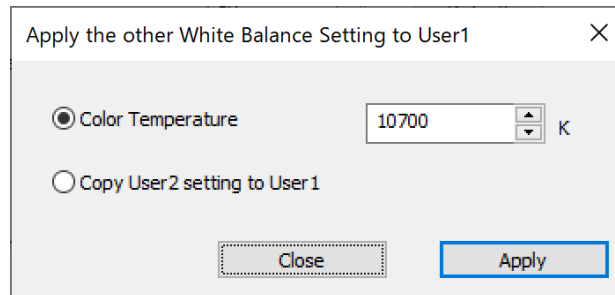 Apply the other White Balance Setting to User1
Color Temperature
10700
K
Copy User2 setting to User1
Close
Apply